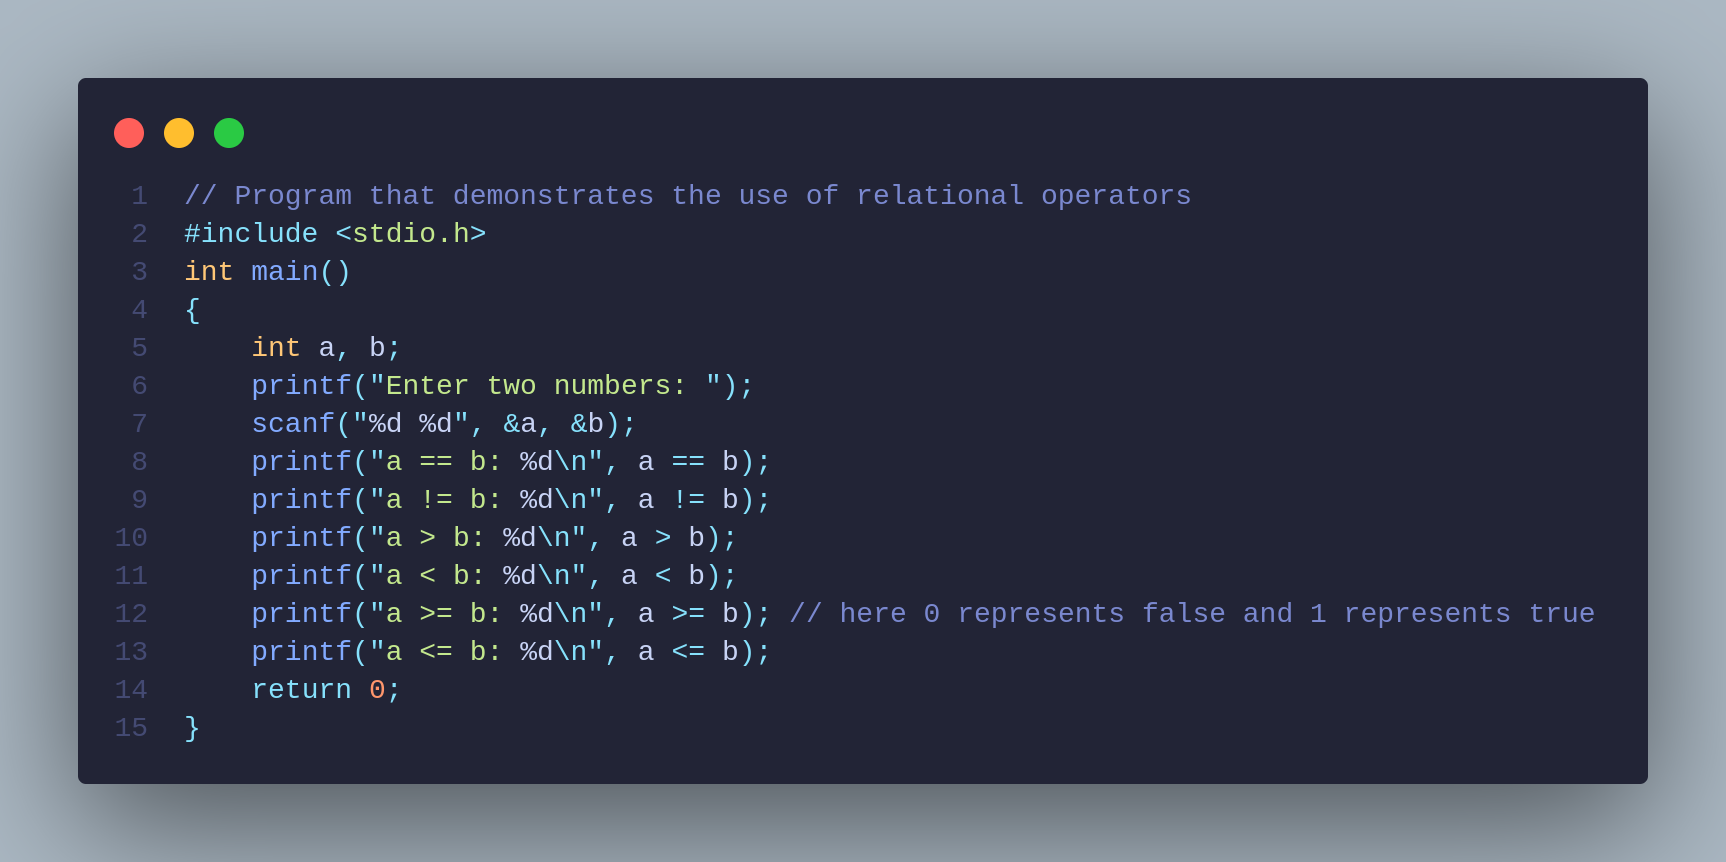 1 // Program that demonstrates the use of relational operators
2 #include <stdio.h>
3 int main()
4 {
5     int a, b;
6     printf("Enter two numbers: ");
7     scanf("%d %d", &a, &b);
8     printf("a == b: %d\n", a == b);
9     printf("a != b: %d\n", a != b);
10     printf("a > b: %d\n", a > b);
11     printf("a < b: %d\n", a < b);
12     printf("a >= b: %d\n", a >= b); // here 0 represents false and 1 represents true
13     printf("a <= b: %d\n", a <= b);
14     return 0;
15 }